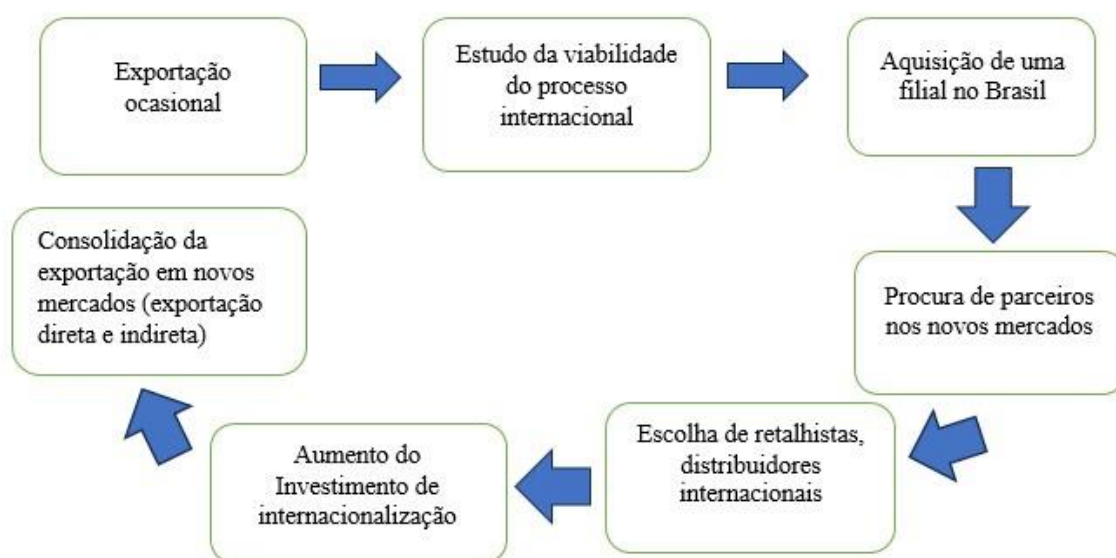 Exportação
ocasional
Estudo da viabilidade
do processo
internacional
Aquisição de uma
filial no Brasil
Procura de parceiros
nos novos mercados
Escolha de retalhistas,
distribuidores
internacionais
Aumento do
Investimento de
internacionalização
Consolidação da
exportação em novos
mercados (exportação
direta e indireta)